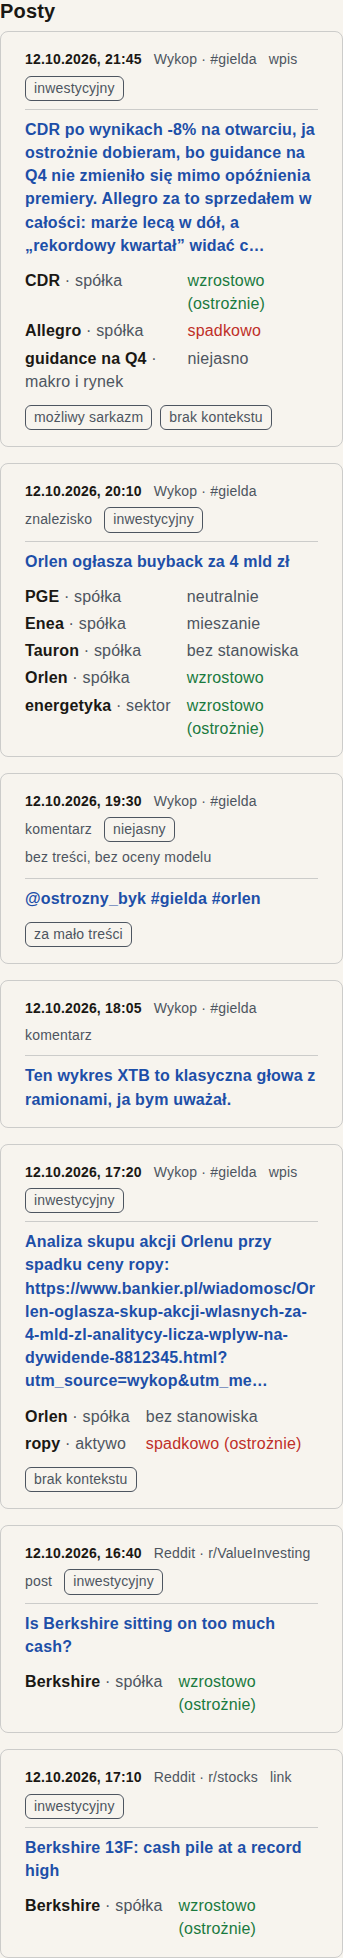 Posty
12.10.2026, 21:45 Wykop · #gielda wpis
inwestycyjny
CDR po wynikach -8% na otwarciu, ja
ostrożnie dobieram, bo guidance na
Q4 nie zmieniło się mimo opóźnienia
premiery. Allegro za to sprzedałem w
całości: marże lecą w dół, a
„rekordowy kwartał” widać c…
CDR · spółka wzrostowo
(ostrożnie)
Allegro · spółka spadkowo
guidance na Q4 · niejasno
makro i rynek
możliwy sarkazm brak kontekstu
12.10.2026, 20:10 Wykop · #gielda
znalezisko inwestycyjny
Orlen ogłasza buyback za 4 mld zł
PGE · spółka neutralnie
Enea · spółka mieszanie
Tauron · spółka bez stanowiska
Orlen · spółka wzrostowo
energetyka · sektor wzrostowo
(ostrożnie)
12.10.2026, 19:30 Wykop · #gielda
komentarz niejasny
bez treści, bez oceny modelu
@ostrozny_byk #gielda #orlen
za mało treści
12.10.2026, 18:05 Wykop · #gielda
komentarz
Ten wykres XTB to klasyczna głowa z
ramionami, ja bym uważał.
12.10.2026, 17:20 Wykop · #gielda wpis
inwestycyjny
Analiza skupu akcji Orlenu przy
spadku ceny ropy:
https://www.bankier.pl/wiadomosc/Or
len-oglasza-skup-akcji-wlasnych-za-
4-mld-zl-analitycy-licza-wplyw-na-
dywidende-8812345.html?
utm_source=wykop&utm_me…
Orlen · spółka bez stanowiska
ropy · aktywo spadkowo (ostrożnie)
brak kontekstu
12.10.2026, 16:40 Reddit · r/ValueInvesting
post inwestycyjny
Is Berkshire sitting on too much
cash?
Berkshire · spółka wzrostowo
(ostrożnie)
12.10.2026, 17:10 Reddit · r/stocks link
inwestycyjny
Berkshire 13F: cash pile at a record
high
Berkshire · spółka wzrostowo
(ostrożnie)